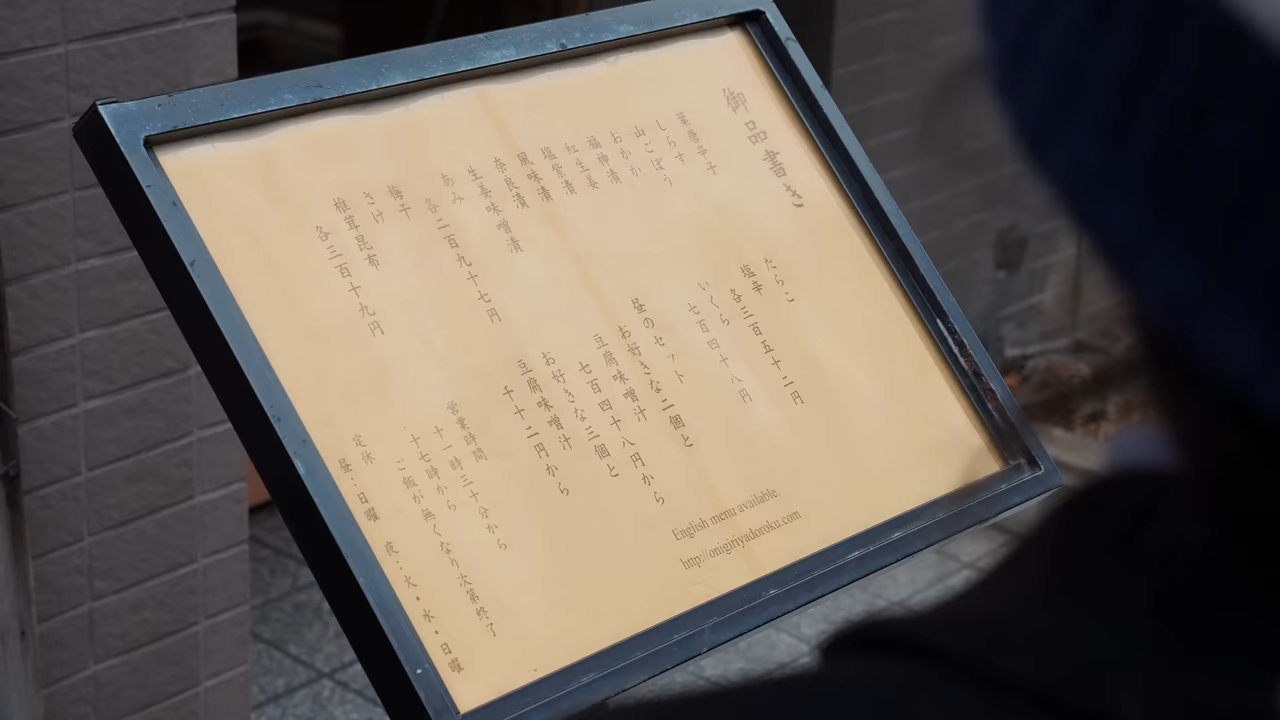 御品書き
葉唐辛子
しらす
山ごぼう
おかか
福神漬
紅生姜
塩紫漬
風味漬
奈良漬
生姜味噌漬
あみ
各二百九十七円
梅干
さけ
椎茸昆布
各三百十九円
たらこ
塩辛
各三百五十二円
いくら
七百四十八円
昼のセット
お好きな二個と
豆腐味噌汁
七百四十八円から
お好きな三個と
豆腐味噌汁
千十二円から
営業時間
十一時三十分から
十七時から
ご飯が無くなり次第終了
定休
昼:日曜 夜:火・水・日曜
English menu available.
http://onigiriyadoroku.com